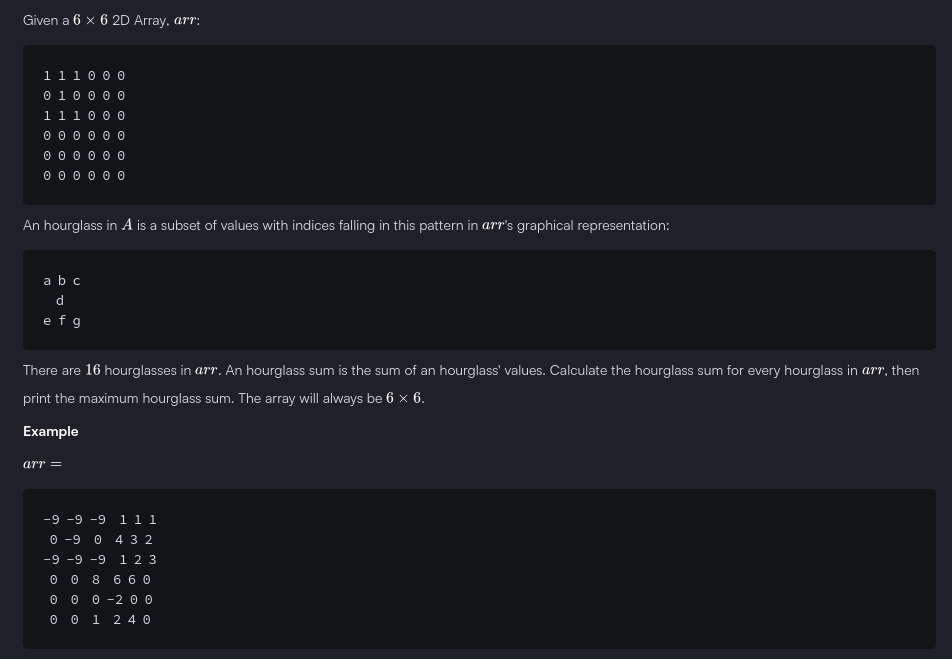 Given a 6 × 6 2D Array, arr:
1 1 1 0 0 0
0 1 0 0 0 0
1 1 1 0 0 0
0 0 0 0 0 0
0 0 0 0 0 0
0 0 0 0 0 0
An hourglass in A is a subset of values with indices falling in this pattern in arr's graphical representation:
a b c
  d
e f g
There are 16 hourglasses in arr. An hourglass sum is the sum of an hourglass' values. Calculate the hourglass sum for every hourglass in arr, then
print the maximum hourglass sum. The array will always be 6 × 6.
Example
arr =
-9 -9 -9  1 1 1
 0 -9  0  4 3 2
-9 -9 -9  1 2 3
 0  0  8  6 6 0
 0  0  0 -2 0 0
 0  0  1  2 4 0